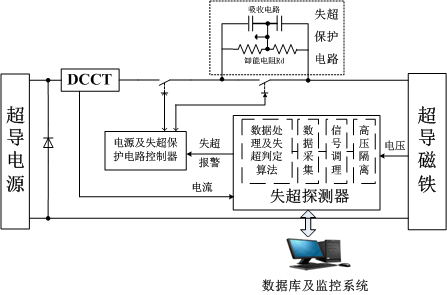 吸收电路
卸能电阻Rd
失超
保护
电路
DCCT
超导电源
电源及失超保
护电路控制器
失超
报警
电流
数据处
理及失
超判定
算法
数据采集
信号调理
高压隔离
失超探测器
电压
超导磁铁
数据库及监控系统